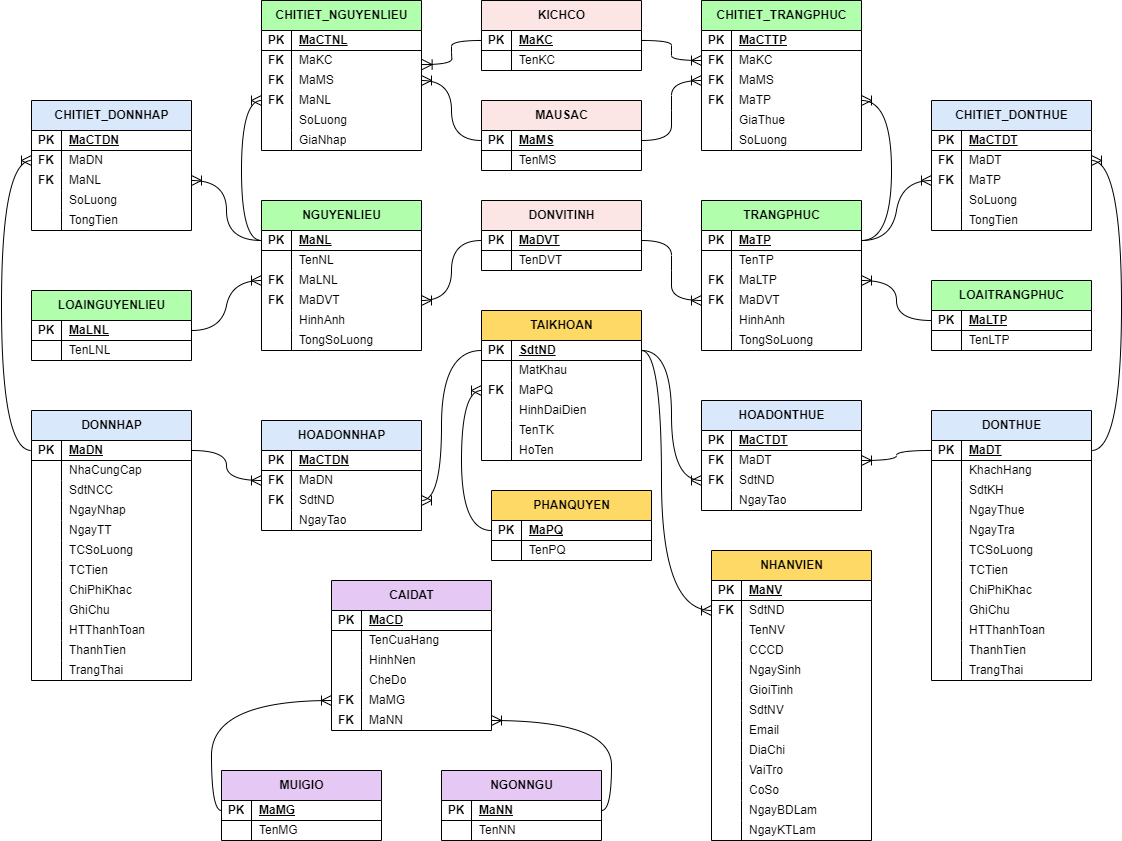 CHITIET_NGUYENLIEU
PK MaCTNL
FK MaKC
FK MaMS
FK MaNL
SoLuong
GiaNhap
KICHCO
PK MaKC
TenKC
CHITIET_TRANGPHUC
PK MaCTTP
FK MaKC
FK MaMS
FK MaTP
GiaThue
SoLuong
CHITIET_DONNHAP
PK MaCTDN
FK MaDN
FK MaNL
SoLuong
TongTien
MAUSAC
PK MaMS
TenMS
CHITIET_DONTHUE
PK MaCTDT
FK MaDT
FK MaTP
SoLuong
TongTien
NGUYENLIEU
PK MaNL
TenNL
FK MaLNL
FK MaDVT
HinhAnh
TongSoLuong
DONVITINH
PK MaDVT
TenDVT
TRANGPHUC
PK MaTP
TenTP
FK MaLTP
FK MaDVT
HinhAnh
TongSoLuong
LOAINGUYENLIEU
PK MaLNL
TenLNL
LOAITRANGPHUC
PK MaLTP
TenLTP
TAIKHOAN
PK SdtND
MatKhau
FK MaPQ
HinhDaiDien
TenTK
HoTen
DONNHAP
PK MaDN
NhaCungCap
SdtNCC
NgayNhap
NgayTT
TCSoLuong
TCTien
ChiPhiKhac
GhiChu
HTThanhToan
ThanhTien
TrangThai
HOADONNHAP
PK MaCTDN
FK MaDN
FK SdtND
NgayTao
HOADONTHUE
PK MaCTDT
FK MaDT
FK SdtND
NgayTao
DONTHUE
PK MaDT
KhachHang
SdtKH
NgayThue
NgayTra
TCSoLuong
TCTien
ChiPhiKhac
GhiChu
HTThanhToan
ThanhTien
TrangThai
PHANQUYEN
PK MaPQ
TenPQ
NHANVIEN
PK MaNV
FK SdtND
TenNV
CCCD
NgaySinh
GioiTinh
SdtNV
Email
DiaChi
VaiTro
CoSo
NgayBDLam
NgayKTLam
CAIDAT
PK MaCD
TenCuaHang
HinhNen
CheDo
FK MaMG
FK MaNN
MUIGIO
PK MaMG
TenMG
NGONNGU
PK MaNN
TenNN